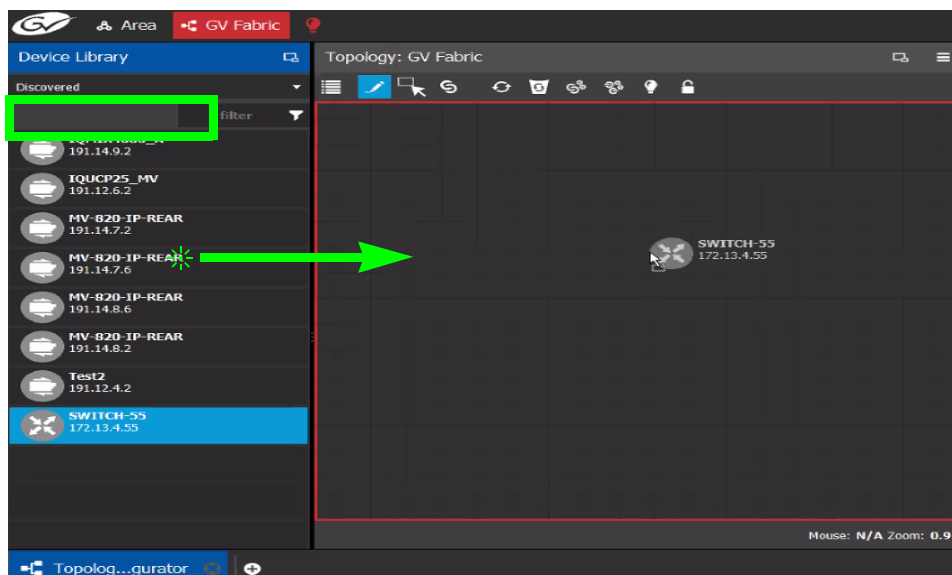 GV Area GV Fabric
Device Library
Topology: GV Fabric
Discovered
filter
191.14.9.2
IQUCP25_MV
191.12.6.2
MV-820-IP-REAR
191.14.7.2
MV-820-IP-REAR
191.14.7.6
MV-820-IP-REAR
191.14.8.6
MV-820-IP-REAR
191.14.8.2
Test2
191.12.4.2
SWITCH-55
172.13.4.55
SWITCH-55
172.13.4.55
Mouse: N/A Zoom: 0.9
Topolog...gurator